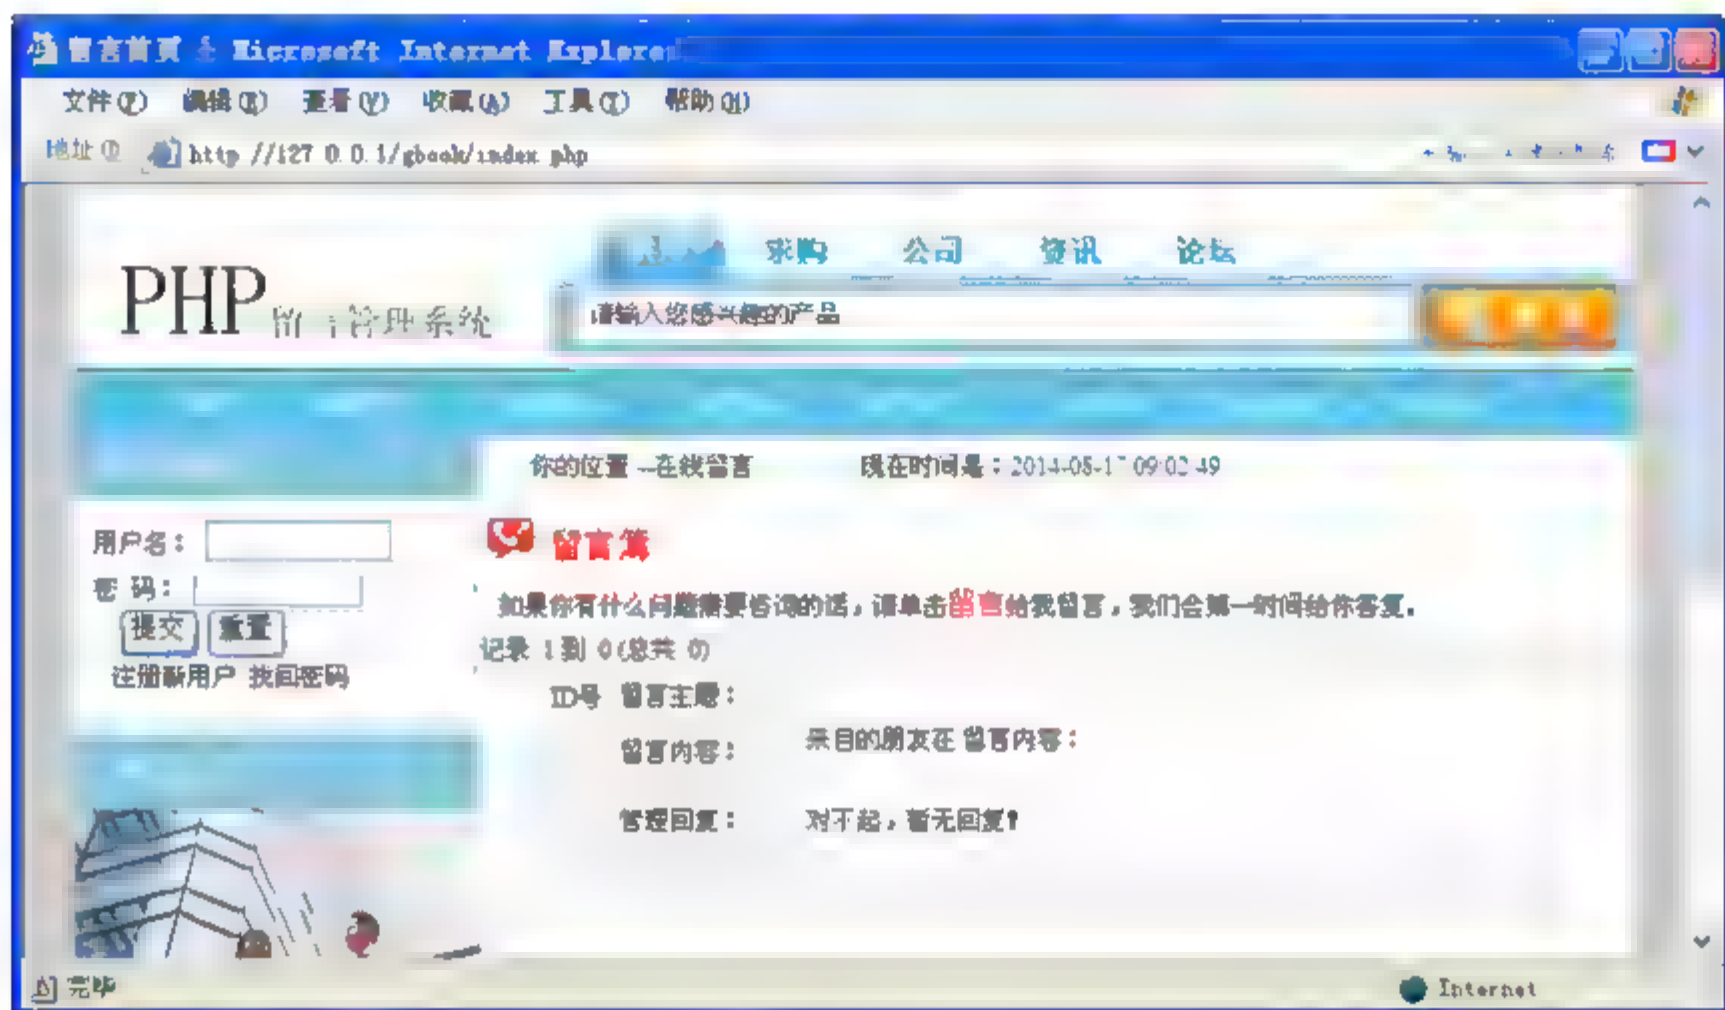 留言首页 - Microsoft Internet Explorer
文件(F) 编辑(E) 查看(V) 收藏(A) 工具(T) 帮助(H)
地址(D) http://127.0.0.1/gbook/index.php
求购 公司 资讯 论坛
PHP 留言管理系统
请输入您感兴趣的产品
你的位置 --在线留言 现在时间是：
用户名：
留言簿
密 码：
如果你有什么问题需要咨询的话，请单击留言给我留言，我们会第一时间给你答复。
提交 重置
记录 1 到 0 (总共 0)
注册新用户 找回密码
ID号 留言主题：
留言内容： 来自的朋友在 留言内容：
管理回复： 对不起，暂无回复！
完毕 Internet